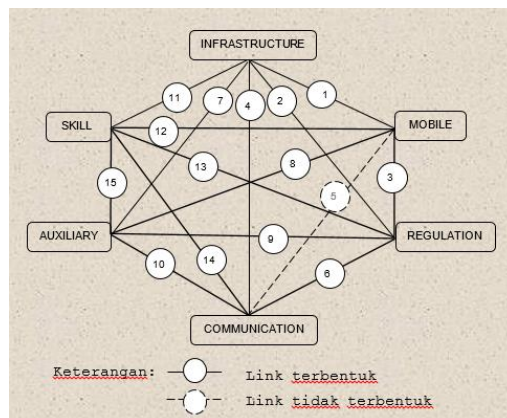 INFRASTRUCTURE
11 7 4 2 1
SKILL 12 MOBILE
13 8 3
15 5
AUXILIARY 9 REGULATION
10 14 6
COMMUNICATION
Keterangan: Link terbentuk
Link tidak terbentuk